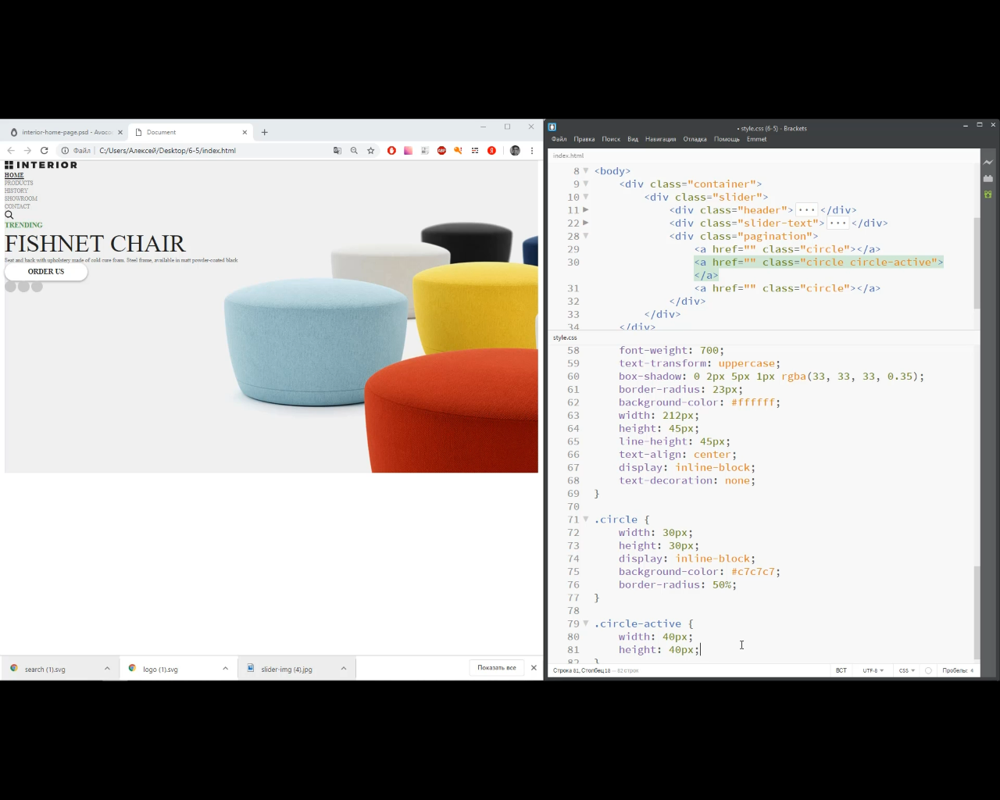 interior-home-page.psd - Avoco
Document
Файл
C:/Users/Алексей/Desktop/6-5/index.html
INTERIOR
HOME
PRODUCTS
HISTORY
SHOWROOM
CONTACT
TRENDING
FISHNET CHAIR
Seat and back with upholstery made of cold cure foam. Steel frame, available in matt powder-coated black
ORDER US
search (1).svg
logo (1).svg
slider-img (4).jpg
Показать все
• style.css (6-5) - Brackets
Файл Правка Поиск Вид Навигация Отладка Помощь Emmet
index.html
8 <body>
9 <div class="container">
10 <div class="slider">
11 <div class="header">···</div>
22 <div class="slider-text">···</div>
28 <div class="pagination">
29 <a href="" class="circle"></a>
30 <a href="" class="circle circle-active">
</a>
31 <a href="" class="circle"></a>
32 </div>
33 </div>
34 </div>
style.css
58 font-weight: 700;
59 text-transform: uppercase;
60 box-shadow: 0 2px 5px 1px rgba(33, 33, 33, 0.35);
61 border-radius: 23px;
62 background-color: #ffffff;
63 width: 212px;
64 height: 45px;
65 line-height: 45px;
66 text-align: center;
67 display: inline-block;
68 text-decoration: none;
69 }
70
71 .circle {
72 width: 30px;
73 height: 30px;
74 display: inline-block;
75 background-color: #c7c7c7;
76 border-radius: 50%;
77 }
78
79 .circle-active {
80 width: 40px;
81 height: 40px;
82 }
Строка 81, Столбец 18 — 82 строк
ВСТ
UTF-8
CSS
Пробелы: 4